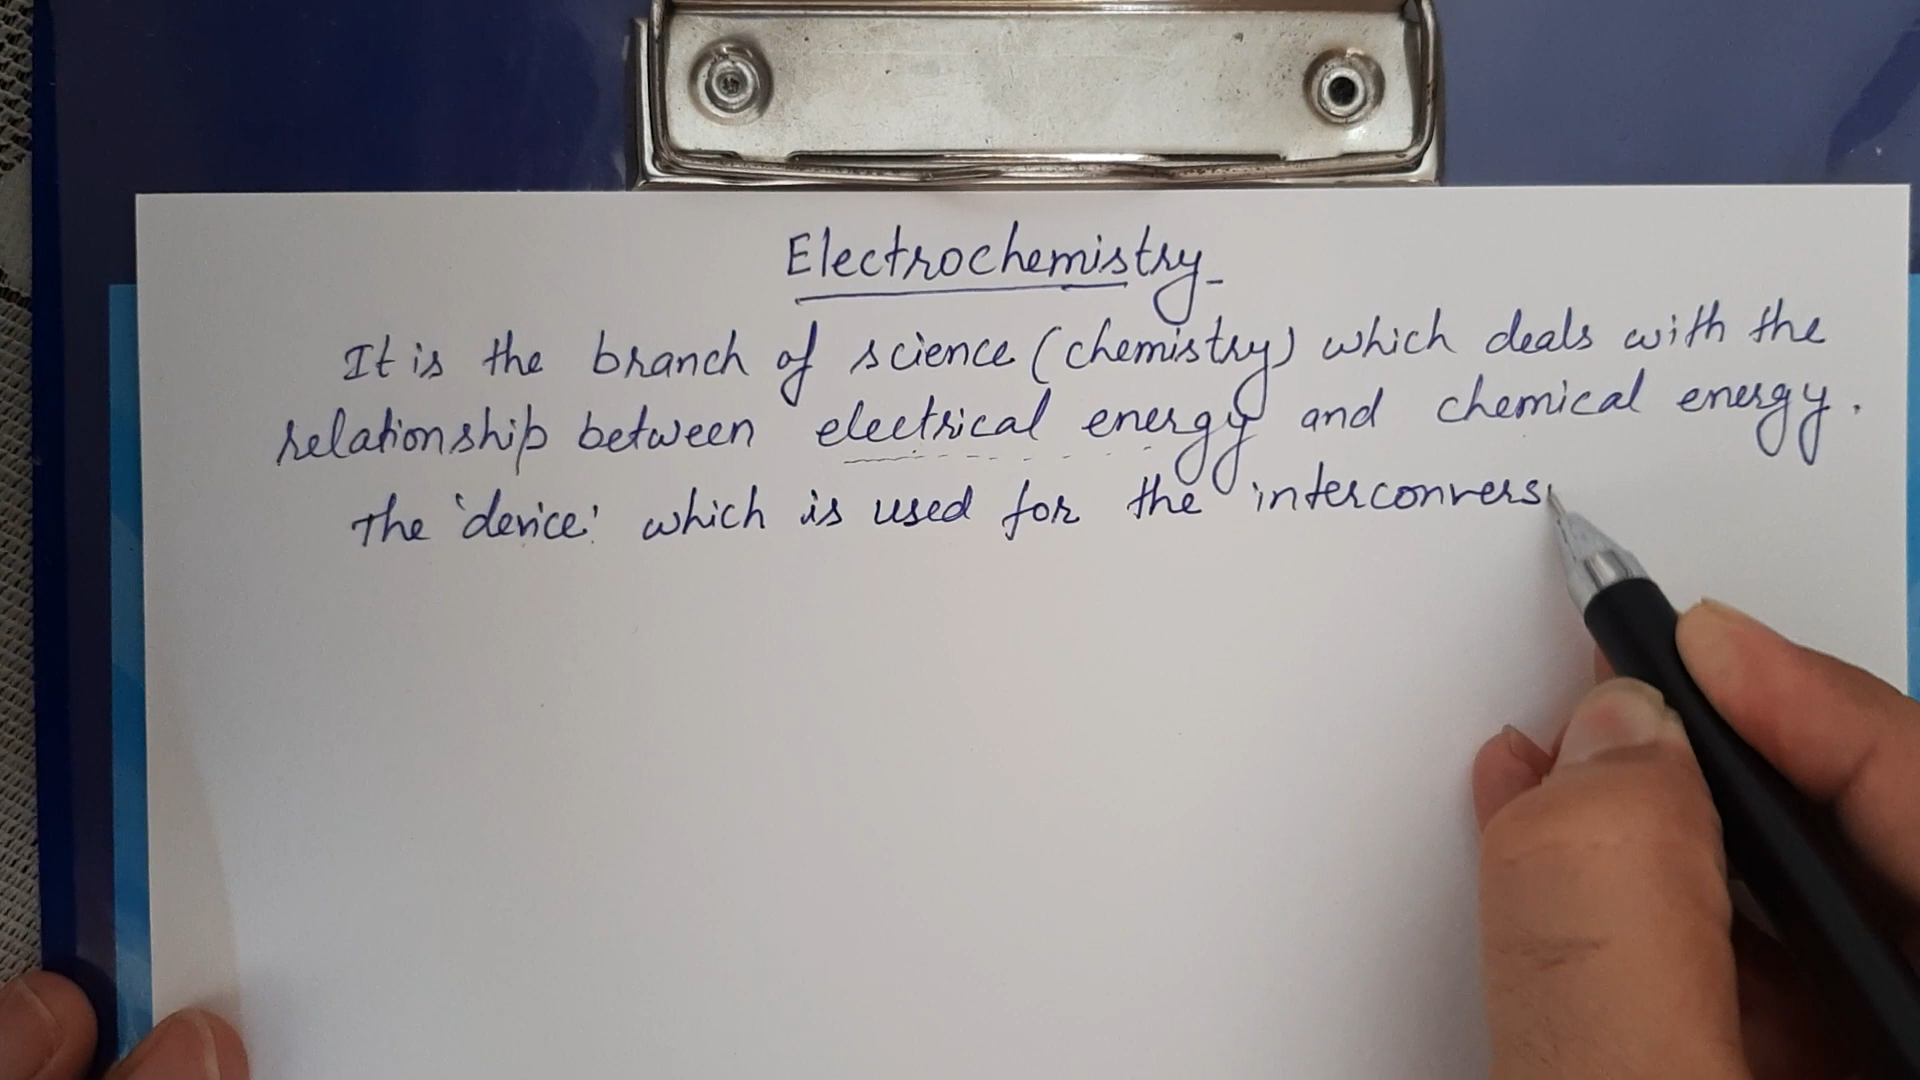 Electrochemistry-
It is the branch of science (chemistry) which deals with the
relationship between electrical energy and chemical energy.
The 'device' which is used for the interconversi